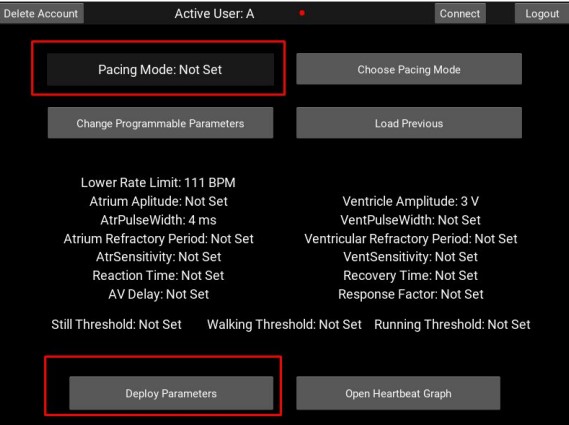 Delete Account Active User: A Connect Logout
Pacing Mode: Not Set Choose Pacing Mode
Change Programmable Parameters Load Previous
Lower Rate Limit: 111 BPM
Atrium Aplitude: Not Set Ventricle Amplitude: 3 V
AtrPulseWidth: 4 ms VentPulseWidth: Not Set
Atrium Refractory Period: Not Set Ventricular Refractory Period: Not Set
AtrSensitivity: Not Set VentSensitivity: Not Set
Reaction Time: Not Set Recovery Time: Not Set
AV Delay: Not Set Response Factor: Not Set
Still Threshold: Not Set Walking Threshold: Not Set Running Threshold: Not Set
Deploy Parameters Open Heartbeat Graph